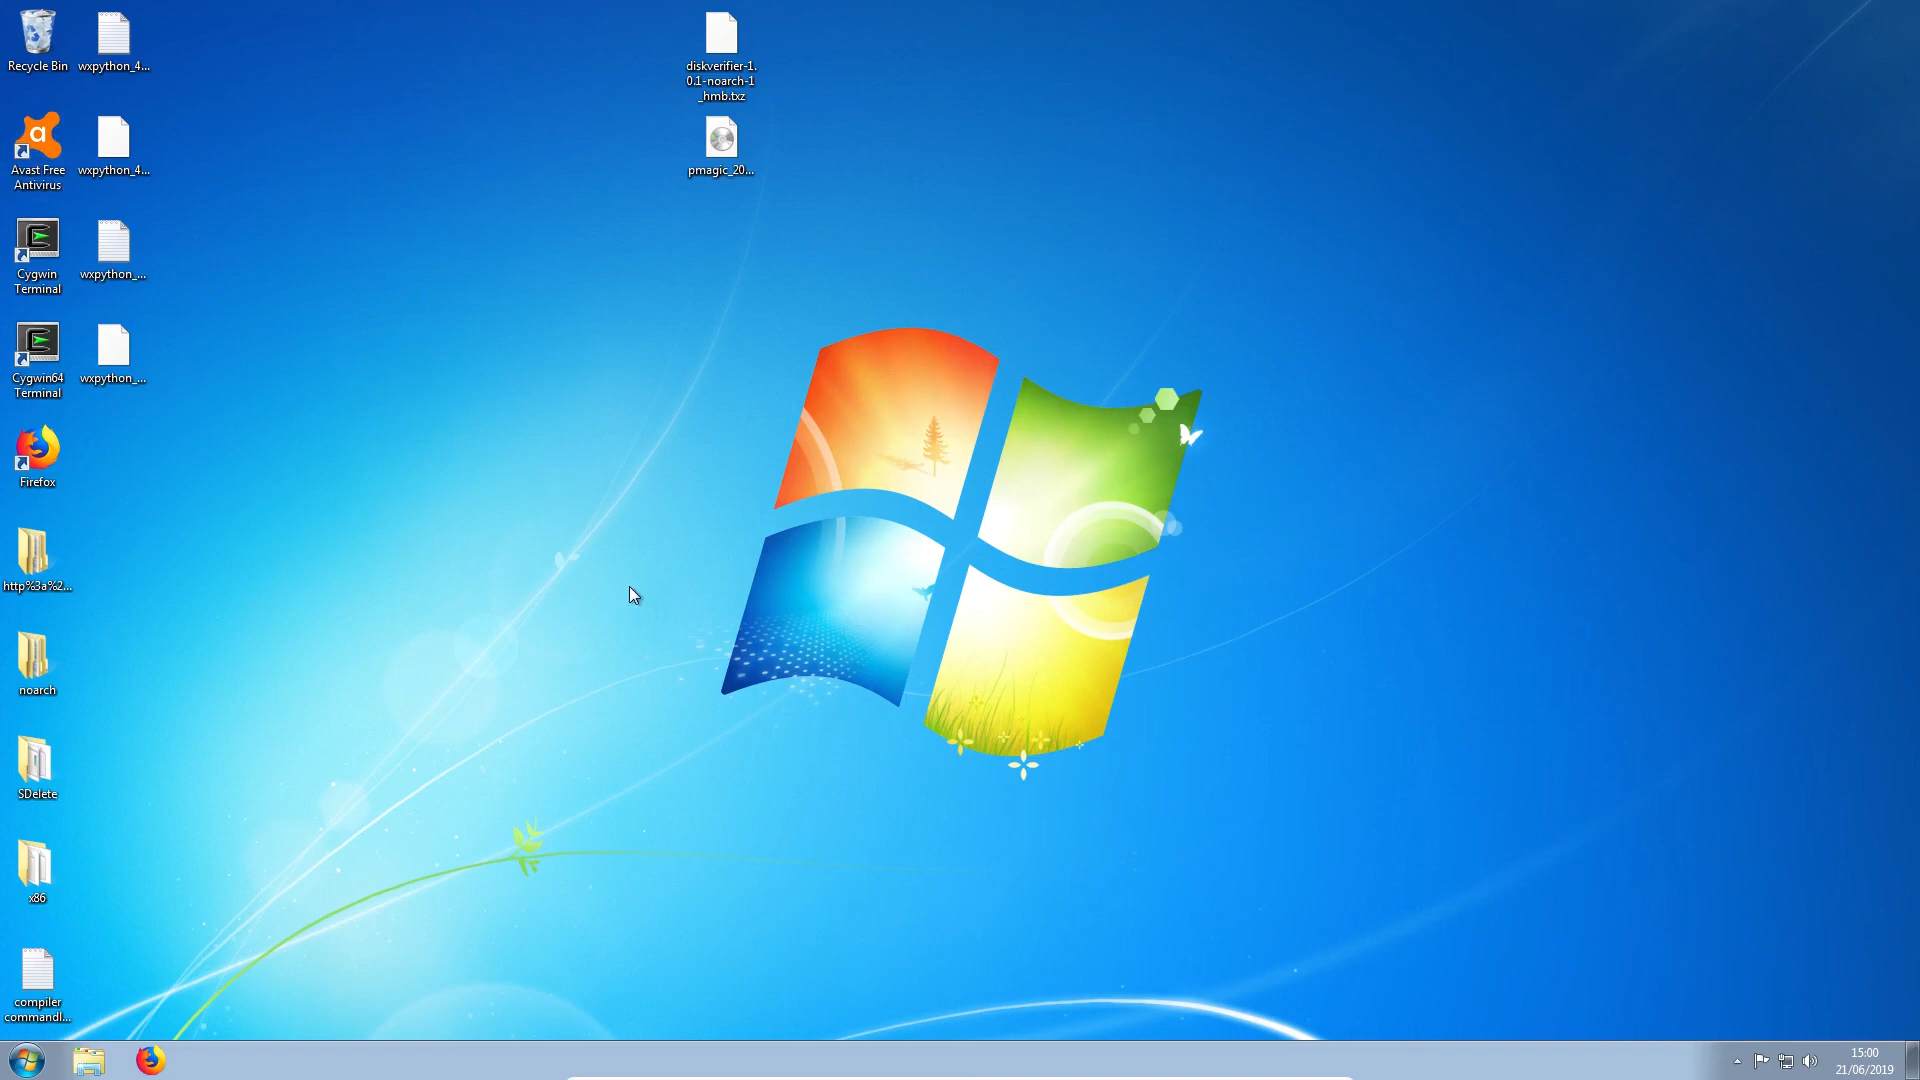 Recycle Bin
wxpython_4...
Avast Free
Antivirus
wxpython_4...
Cygwin
Terminal
wxpython_...
Cygwin64
Terminal
wxpython_...
Firefox
http%3a%2...
noarch
SDelete
x86
compiler
commandl...
diskverifier-1.
0.1-noarch-1
_hmb.txz
pmagic_20...
15:00
21/06/2019